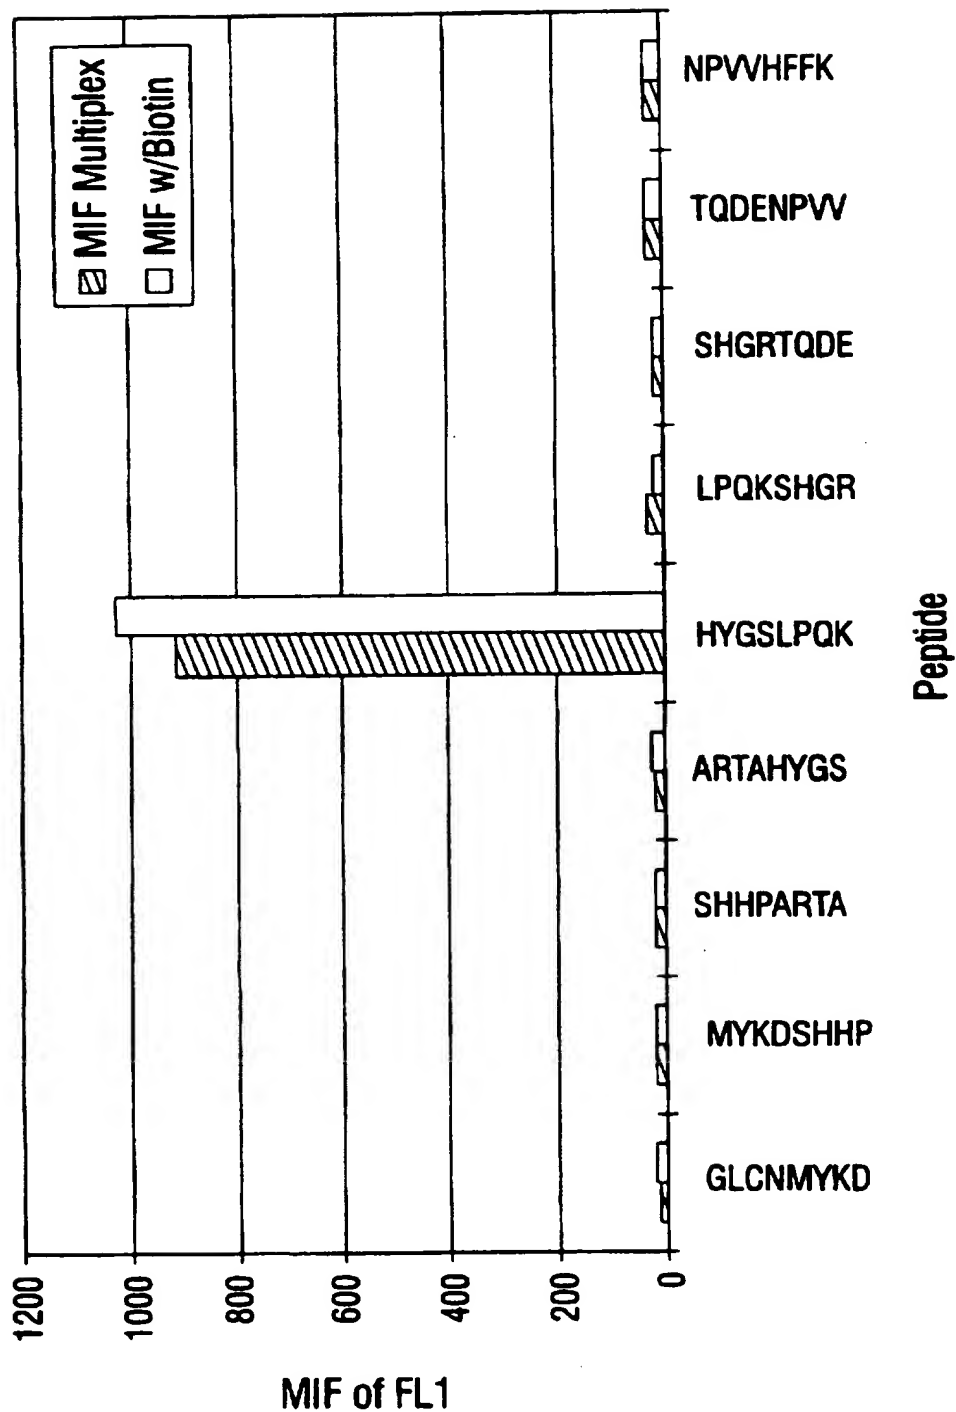 MIF of FL1
1200
1000
800
600
400
200
0
MIF Multiplex
MIF w/Biotin
GLCNMYKD
MYKDSHHP
SHHPARTA
ARTAHYGS
HYGSLPQK
LPQKSHGR
SHGRTQDE
TQDENPVV
NPVVHFFK
Peptide